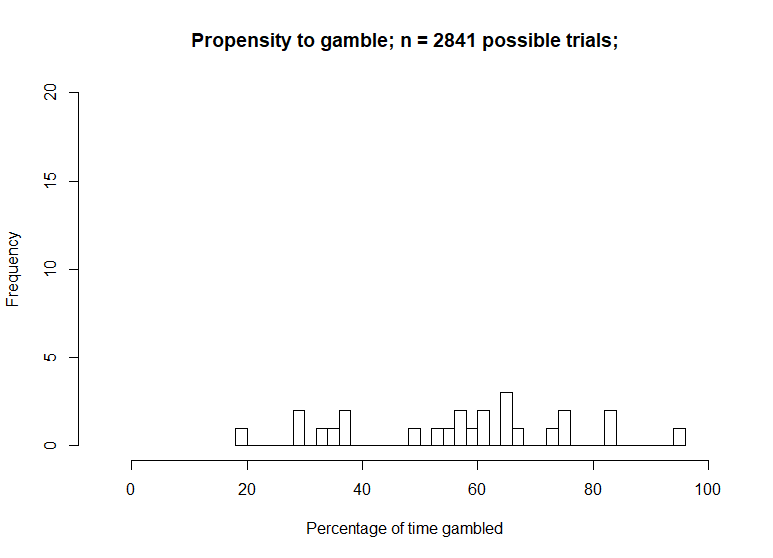 Propensity to gamble; n = 2841 possible trials;
20
15
10
5
0
Frequency
0 20 40 60 80 100
Percentage of time gambled